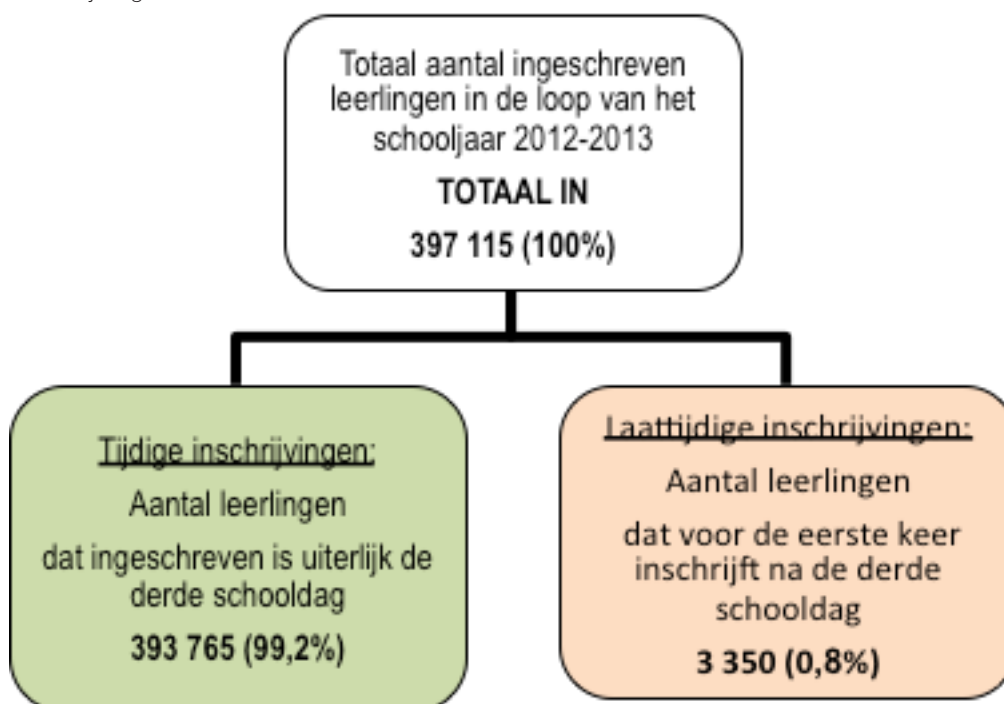 Totaal aantal ingeschreven
leerlingen in de loop van het
schooljaar 2012-2013
TOTAAL IN
397 115 (100%)
Tijdige inschrijvingen:
Aantal leerlingen
dat ingeschreven is uiterlijk de
derde schooldag
393 765 (99,2%)
Laattijdige inschrijvingen:
Aantal leerlingen
dat voor de eerste keer
inschrijft na de derde
schooldag
3 350 (0,8%)